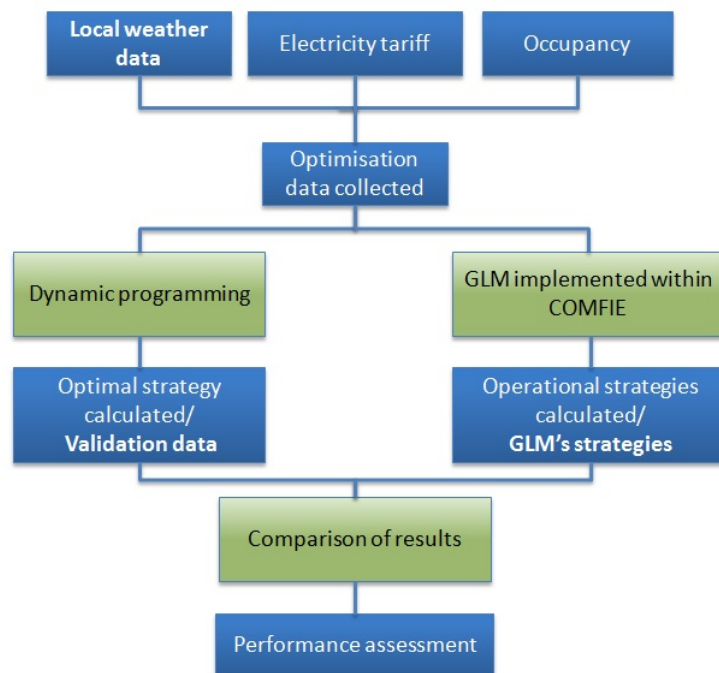 Local weather
data
Electricity tariff
Occupancy
Optimisation
data collected
Dynamic programming
GLM implemented within
COMFIE
Optimal strategy
calculated/
Validation data
Operational strategies
calculated/
GLM's strategies
Comparison of results
Performance assessment